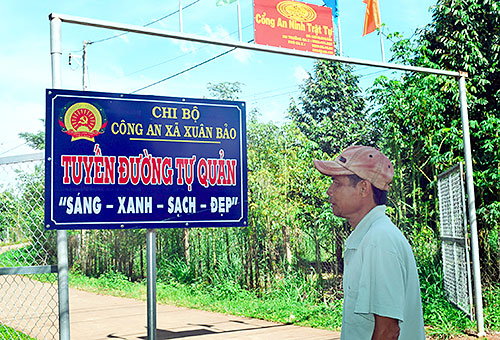 Cổng An Ninh Trật Tự
CHI BỘ
CÔNG AN XÃ XUÂN BẢO
TUYẾN ĐƯỜNG TỰ QUẢN
"SÁNG - XANH - SẠCH - ĐẸP"